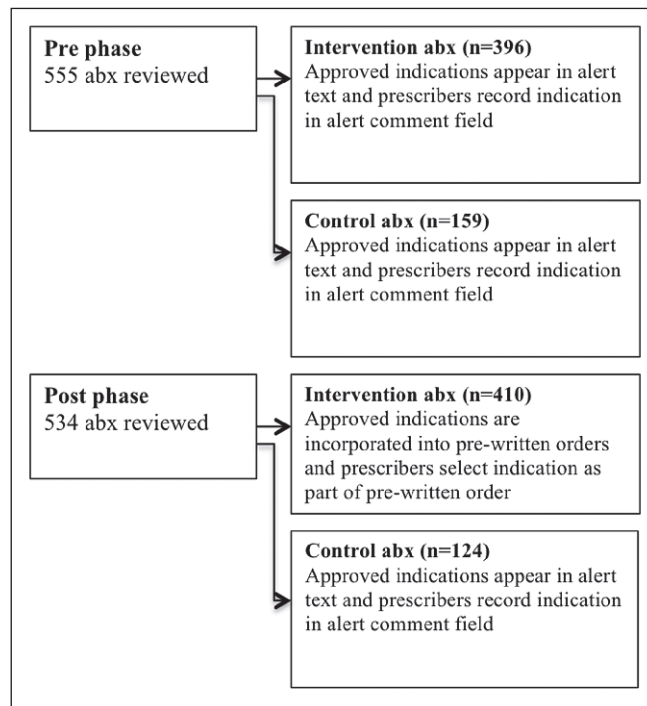 Pre phase
555 abx reviewed
Intervention abx (n=396)
Approved indications appear in alert
text and prescribers record indication
in alert comment field
Control abx (n=159)
Approved indications appear in alert
text and prescribers record indication
in alert comment field
Post phase
534 abx reviewed
Intervention abx (n=410)
Approved indications are
incorporated into pre-written orders
and prescribers select indication as
part of pre-written order
Control abx (n=124)
Approved indications appear in alert
text and prescribers record indication
in alert comment field